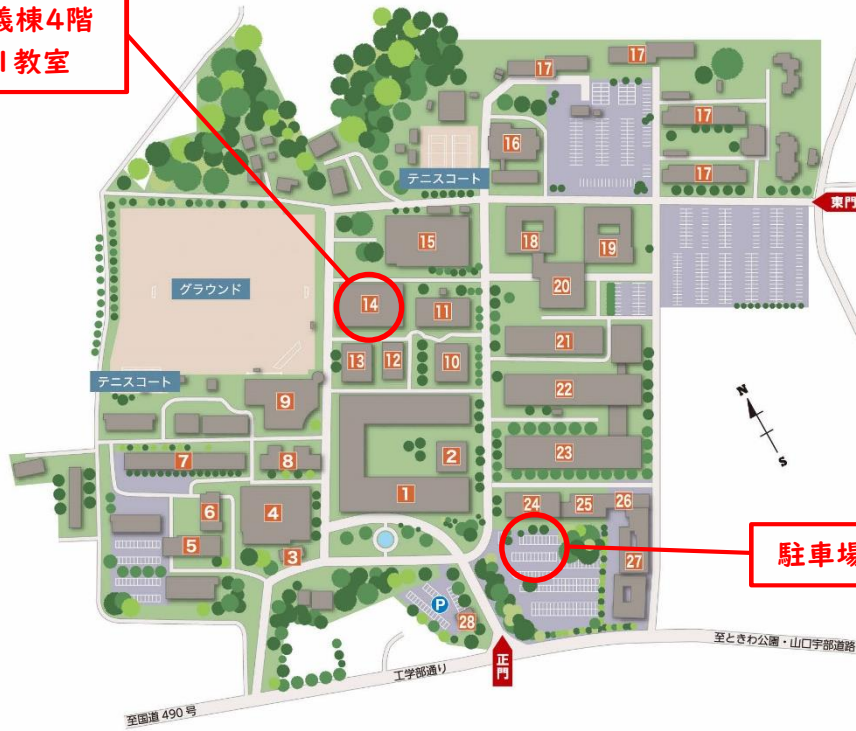 義棟4階
1教室
17
17
17
16
17
テニスコート
東門
18
19
15
20
グラウンド
14
11
21
13
12
10
テニスコート
22
9
2
23
8
7
1
24
25
26
6
4
5
3
27
駐車場
P
28
正門
工学部通り
至ときわ公園・山口宇部道路
至国道490号
N
S